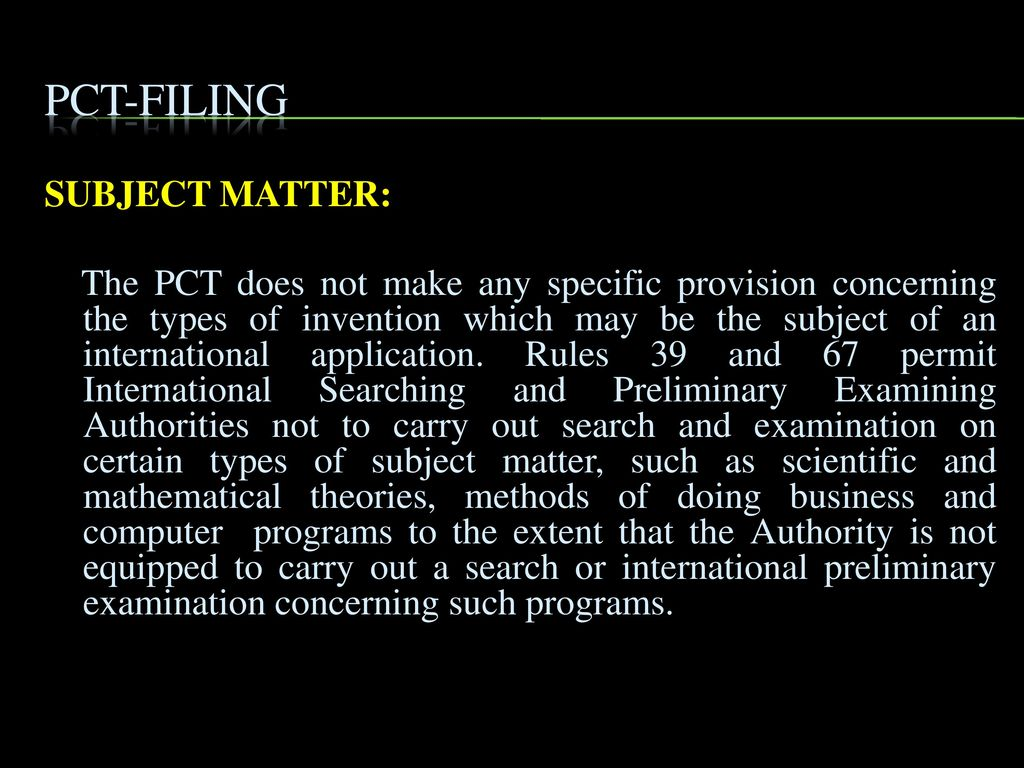 PCT-FILING
SUBJECT MATTER:
The PCT does not make any specific provision concerning
the types of invention which may be the subject of an
international application. Rules 39 and 67 permit
International Searching and Preliminary Examining
Authorities not to carry out search and examination on
certain types of subject matter, such as scientific and
mathematical theories, methods of doing business and
computer programs to the extent that the Authority is not
equipped to carry out a search or international preliminary
examination concerning such programs.